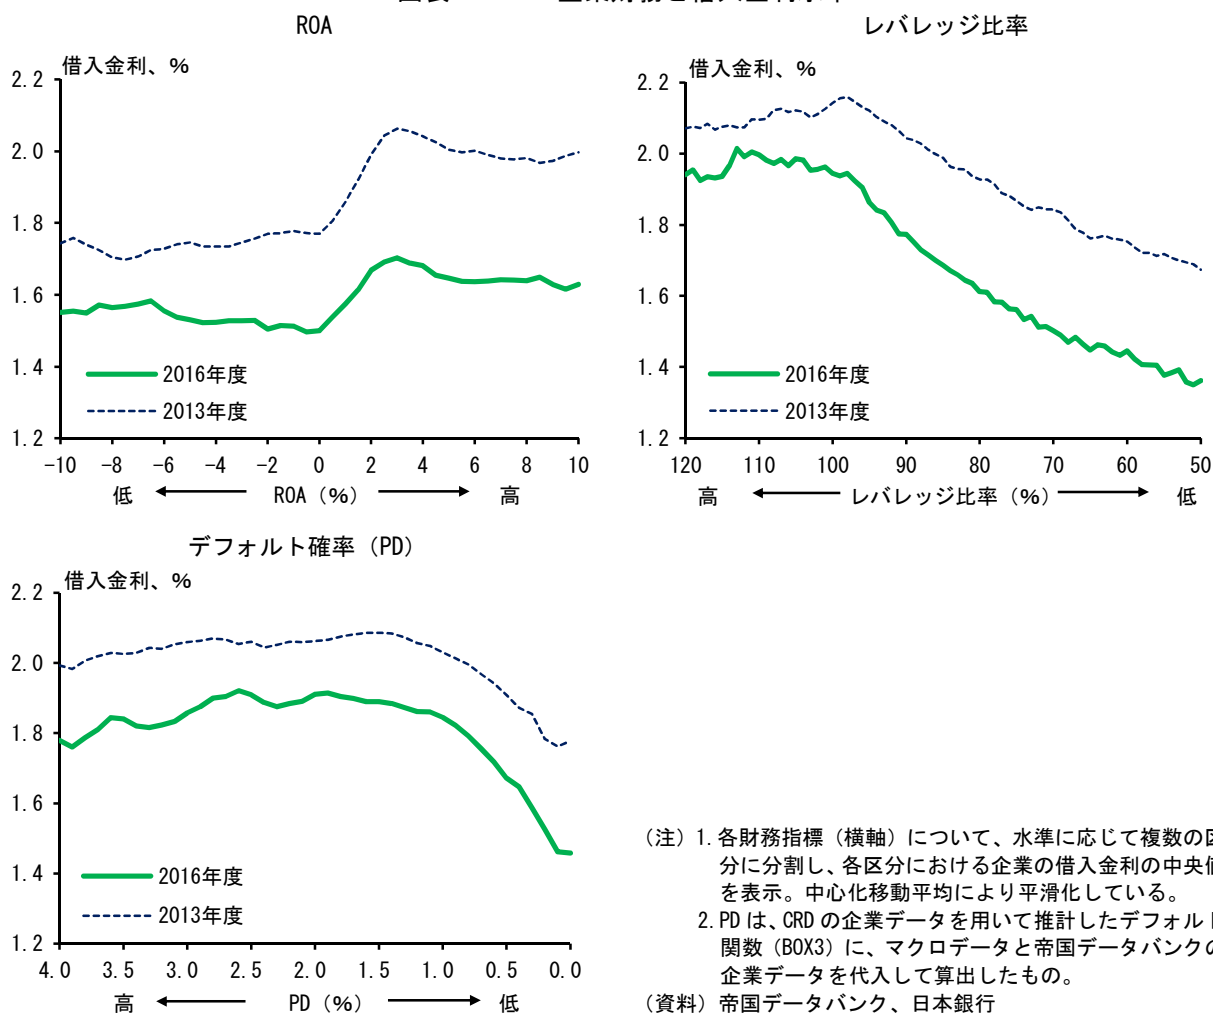 ROA
借入金利、%
2.2
2.0
1.8
1.6
1.4
1.2
2016年度
2013年度
-10 -8 -6 -4 -2 0 2 4 6 8 10
低 ROA（%） 高
レバレッジ比率
借入金利、%
2.2
2.0
1.8
1.6
1.4
1.2
2016年度
2013年度
120 110 100 90 80 70 60 50
高 レバレッジ比率（%） 低
デフォルト確率（PD）
借入金利、%
2.2
2.0
1.8
1.6
1.4
1.2
2016年度
2013年度
4.0 3.5 3.0 2.5 2.0 1.5 1.0 0.5 0.0
高 PD（%） 低
（注）1.各財務指標（横軸）について、水準に応じて複数の区
分に分割し、各区分における企業の借入金利の中央値
を表示。中心化移動平均により平滑化している。
2.PDは、CRDの企業データを用いて推計したデフォルト
関数（BOX3）に、マクロデータと帝国データバンクの
企業データを代入して算出したもの。
（資料）帝国データバンク、日本銀行